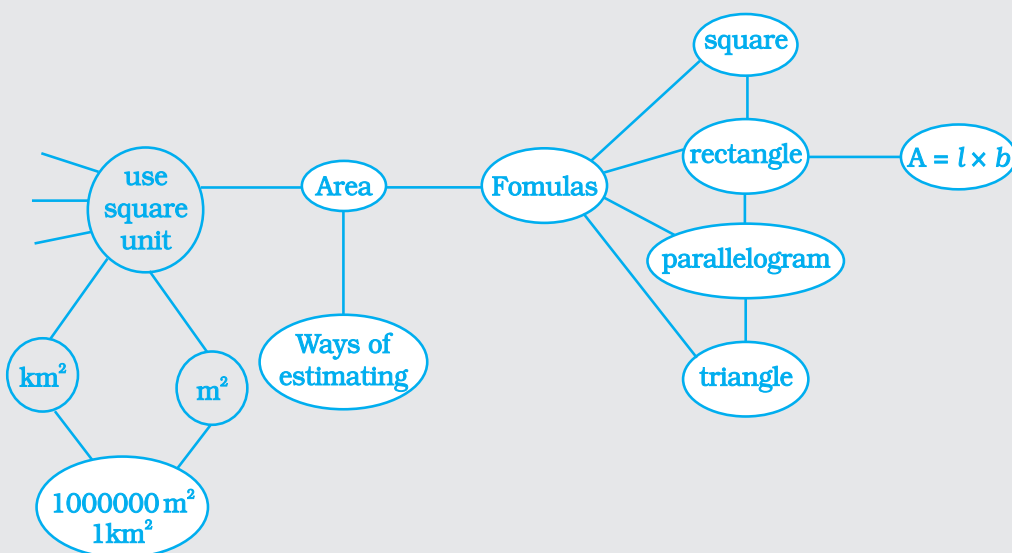 square
rectangle
A = l × b
use
square
unit
Area
Fomulas
parallelogram
Ways of
estimating
km²
m²
triangle
1000000 m²
1km²